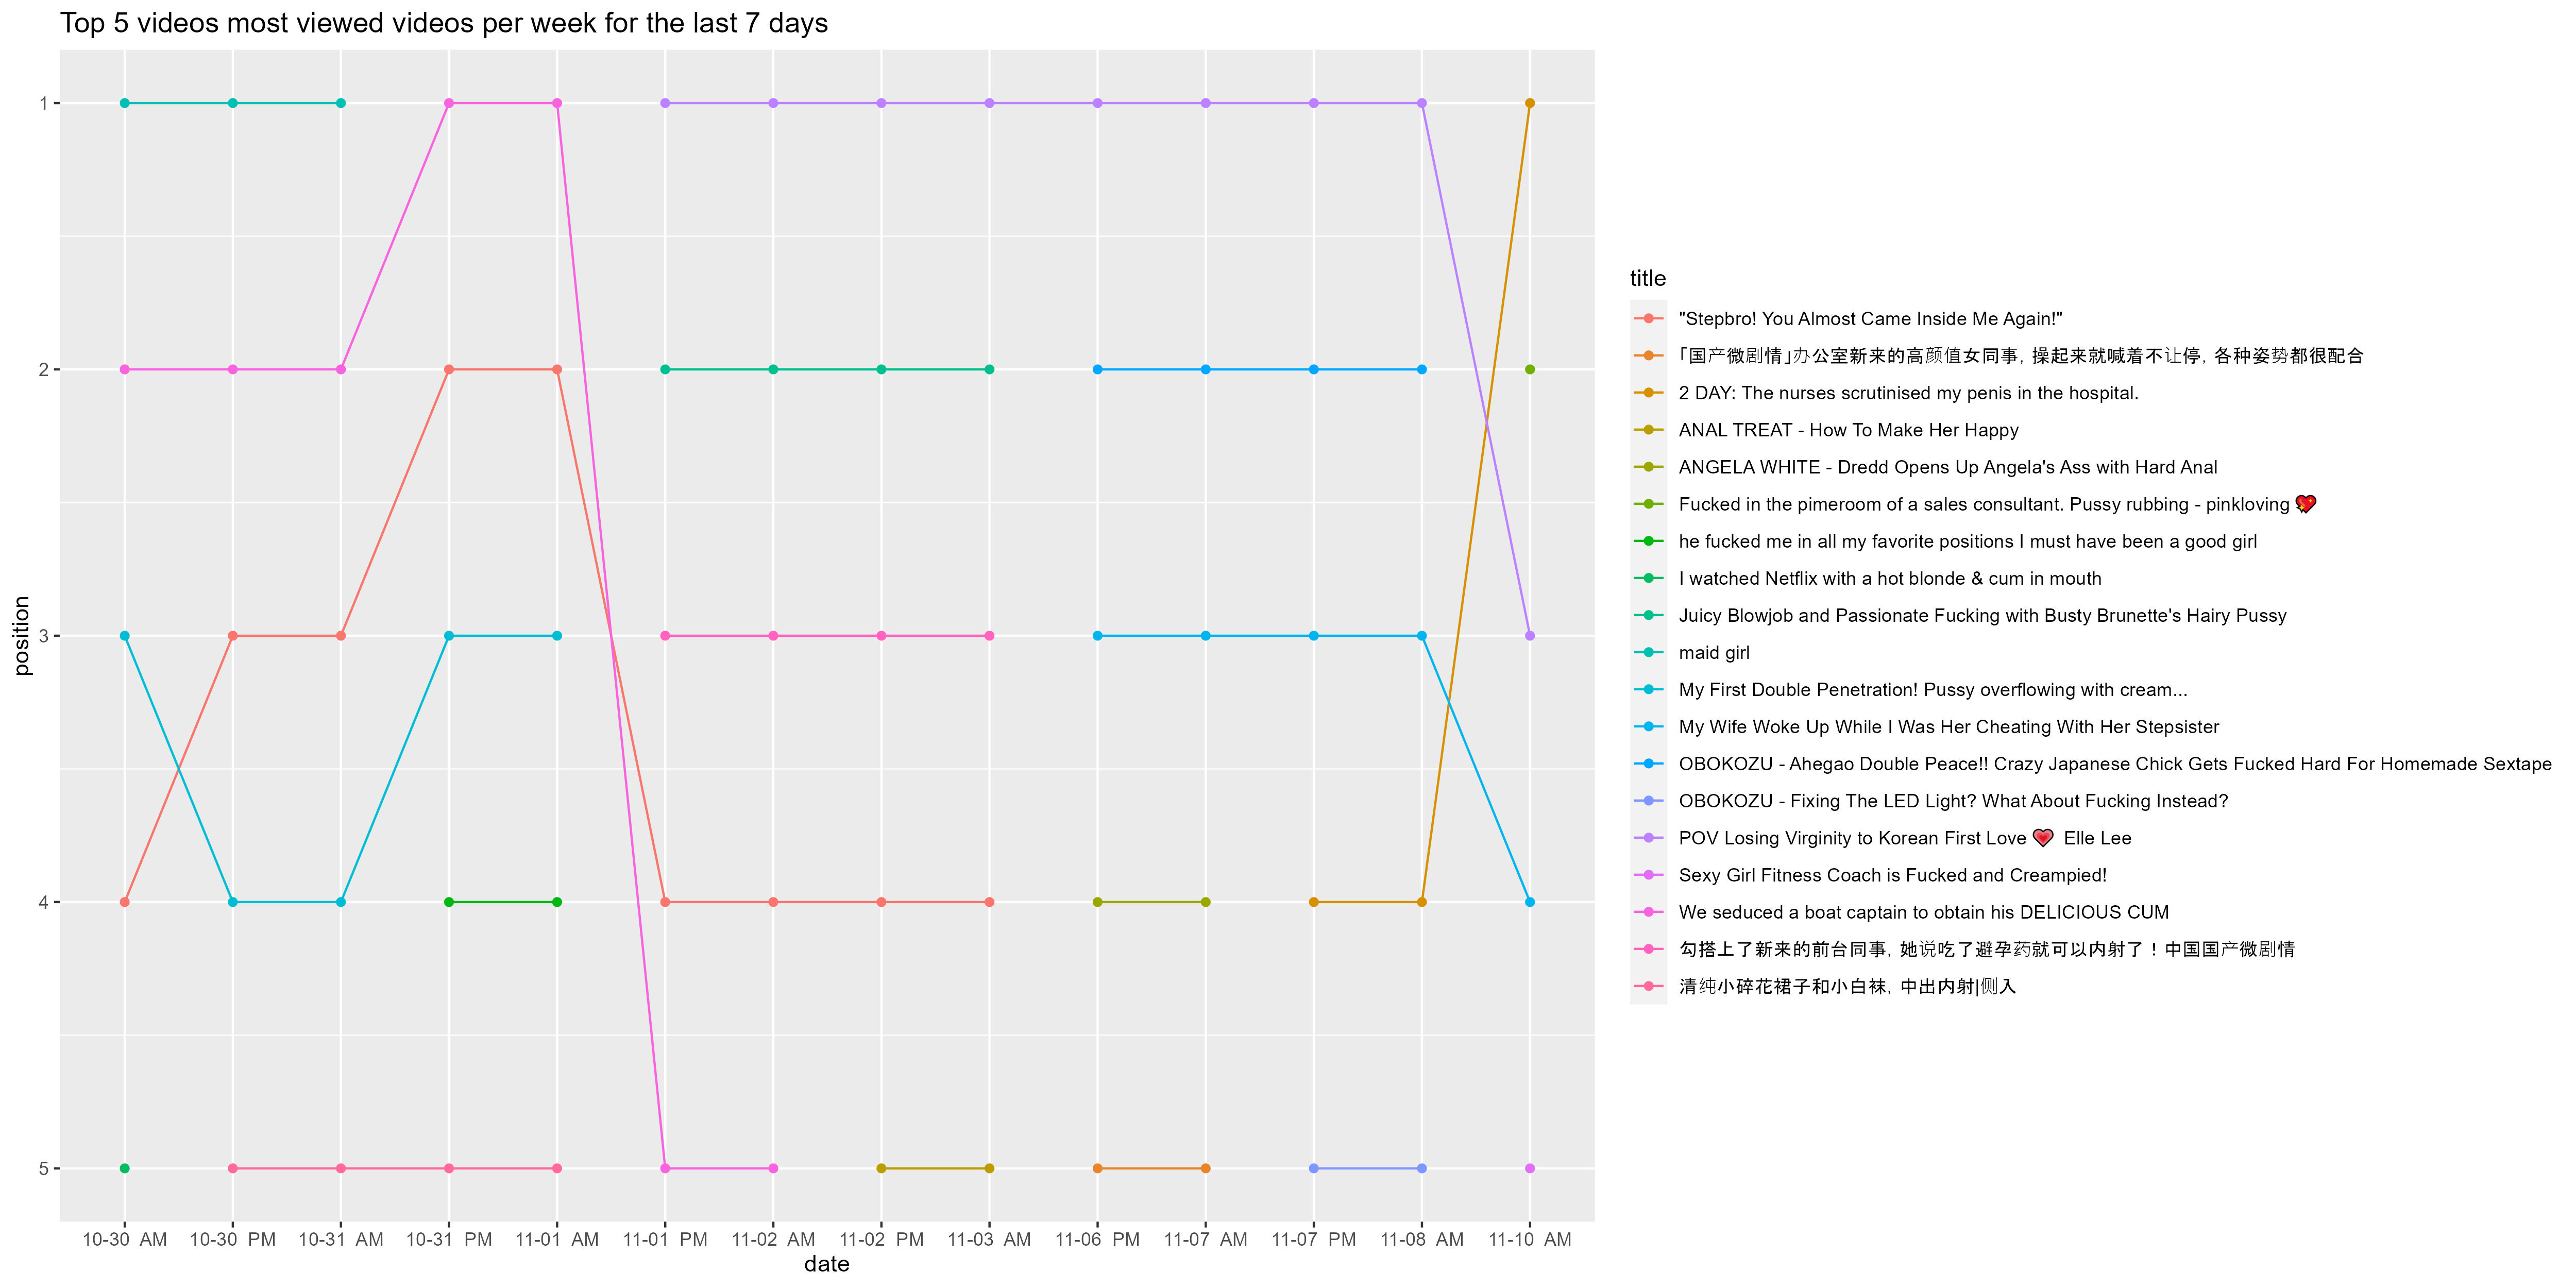 Top 5 videos most viewed videos per week for the last 7 days
1
2
3
4
5
position
10-30 AM
10-30 PM
10-31 AM
10-31 PM
11-01 AM
11-01 PM
11-02 AM
11-02 PM
11-03 AM
11-06 PM
11-07 AM
11-07 PM
11-08 AM
11-10 AM
date
title
"Stepbro! You Almost Came Inside Me Again!"
「国产微剧情」办公室新来的高颜值女同事, 操起来就喊着不让停, 各种姿势都很配合
2 DAY: The nurses scrutinised my penis in the hospital.
ANAL TREAT - How To Make Her Happy
ANGELA WHITE - Dredd Opens Up Angela's Ass with Hard Anal
Fucked in the pimeroom of a sales consultant. Pussy rubbing - pinkloving 💖
he fucked me in all my favorite positions I must have been a good girl
I watched Netflix with a hot blonde & cum in mouth
Juicy Blowjob and Passionate Fucking with Busty Brunette's Hairy Pussy
maid girl
My First Double Penetration! Pussy overflowing with cream...
My Wife Woke Up While I Was Her Cheating With Her Stepsister
OBOKOZU - Ahegao Double Peace!! Crazy Japanese Chick Gets Fucked Hard For Homemade Sextape
OBOKOZU - Fixing The LED Light? What About Fucking Instead?
POV Losing Virginity to Korean First Love 💗 Elle Lee
Sexy Girl Fitness Coach is Fucked and Creampied!
We seduced a boat captain to obtain his DELICIOUS CUM
勾搭上了新来的前台同事, 她说吃了避孕药就可以内射了！中国国产微剧情
清纯小碎花裙子和小白袜, 中出内射|侧入